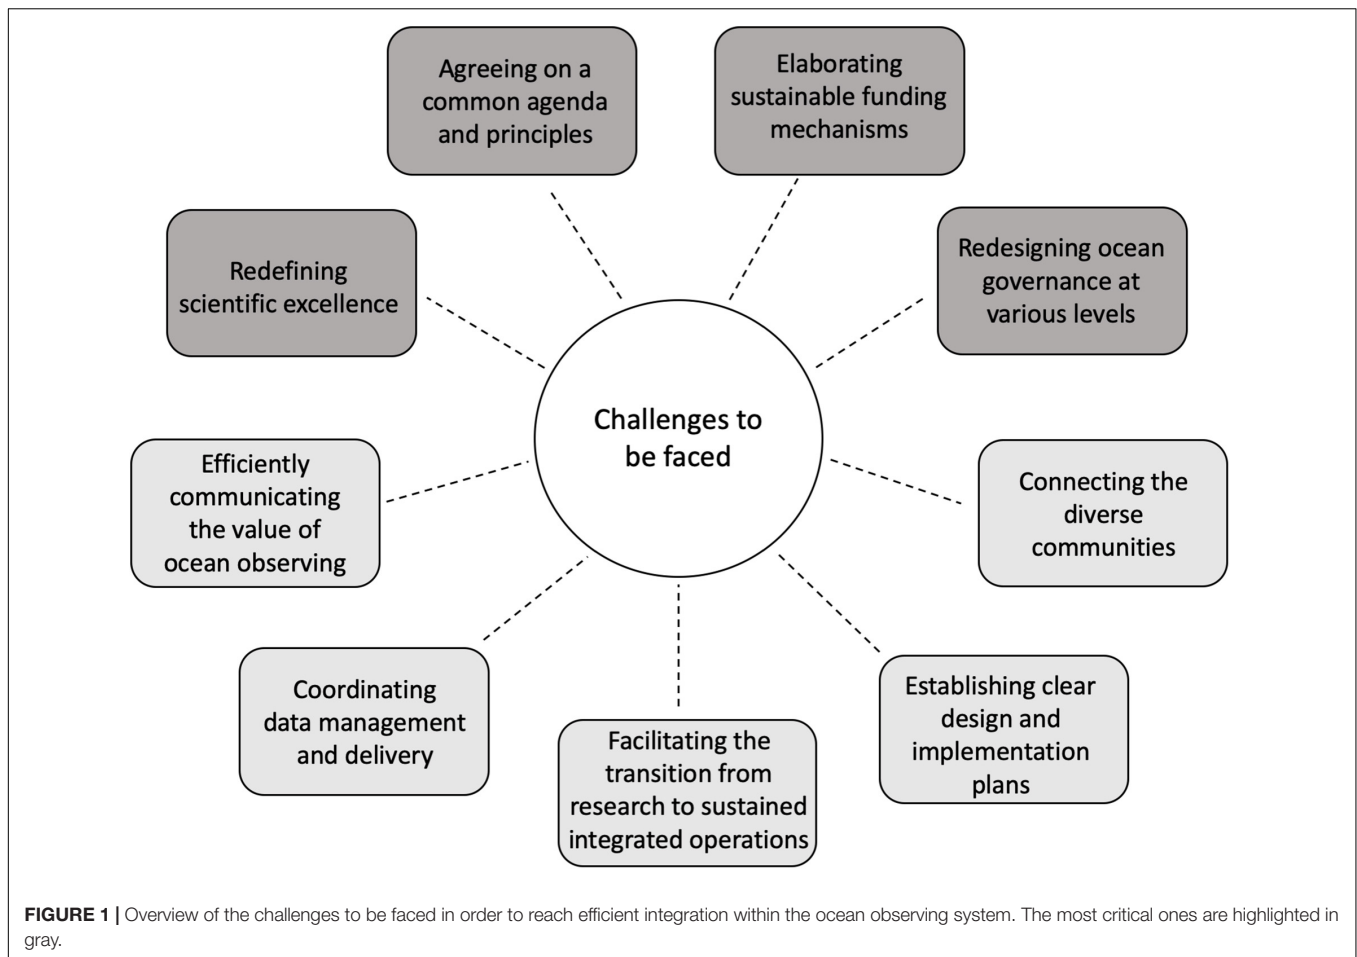 Agreeing on a
common agenda
and principles
Elaborating
sustainable funding
mechanisms
Redefining
scientific excellence
Redesigning ocean
governance at
various levels
Challenges to
be faced
Efficiently
communicating
the value of
ocean observing
Connecting the
diverse
communities
Coordinating
data management
and delivery
Facilitating the
transition from
research to sustained
integrated operations
Establishing clear
design and
implementation
plans
FIGURE 1 | Overview of the challenges to be faced in order to reach efficient integration within the ocean observing system. The most critical ones are highlighted in
gray.